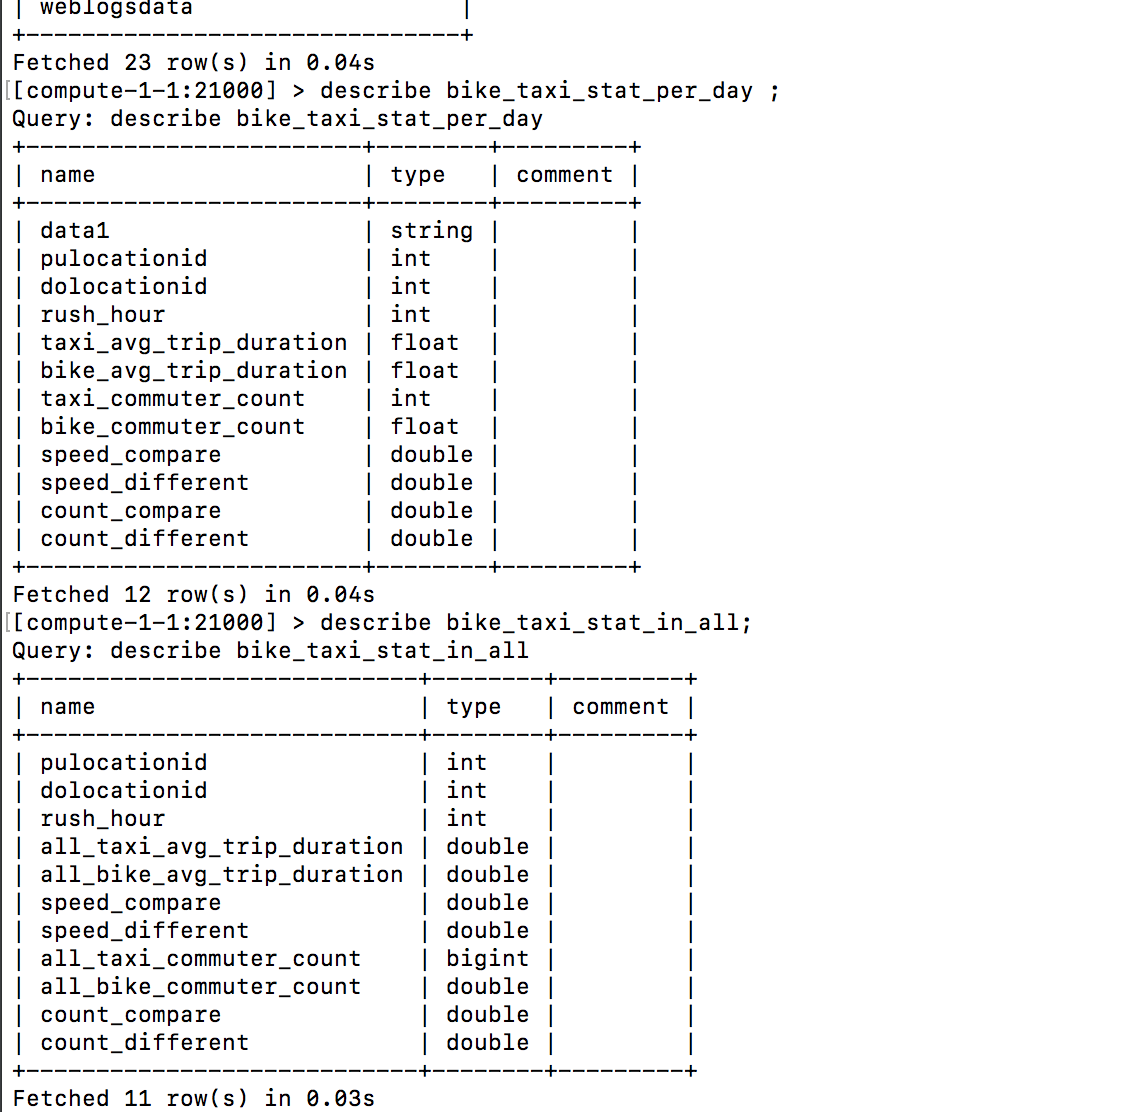 | weblogsdata                   |
+-------------------------------+
Fetched 23 row(s) in 0.04s
[[compute-1-1:21000] > describe bike_taxi_stat_per_day ;
Query: describe bike_taxi_stat_per_day
+------------------------+--------+---------+
| name                   | type   | comment |
+------------------------+--------+---------+
| data1                  | string |         |
| pulocationid           | int    |         |
| dolocationid           | int    |         |
| rush_hour              | int    |         |
| taxi_avg_trip_duration | float  |         |
| bike_avg_trip_duration | float  |         |
| taxi_commuter_count    | int    |         |
| bike_commuter_count    | float  |         |
| speed_compare          | double |         |
| speed_different        | double |         |
| count_compare          | double |         |
| count_different        | double |         |
+------------------------+--------+---------+
Fetched 12 row(s) in 0.04s
[[compute-1-1:21000] > describe bike_taxi_stat_in_all;
Query: describe bike_taxi_stat_in_all
+----------------------------+--------+---------+
| name                       | type   | comment |
+----------------------------+--------+---------+
| pulocationid               | int    |         |
| dolocationid               | int    |         |
| rush_hour                  | int    |         |
| all_taxi_avg_trip_duration | double |         |
| all_bike_avg_trip_duration | double |         |
| speed_compare              | double |         |
| speed_different            | double |         |
| all_taxi_commuter_count    | bigint |         |
| all_bike_commuter_count    | double |         |
| count_compare              | double |         |
| count_different            | double |         |
+----------------------------+--------+---------+
Fetched 11 row(s) in 0.03s